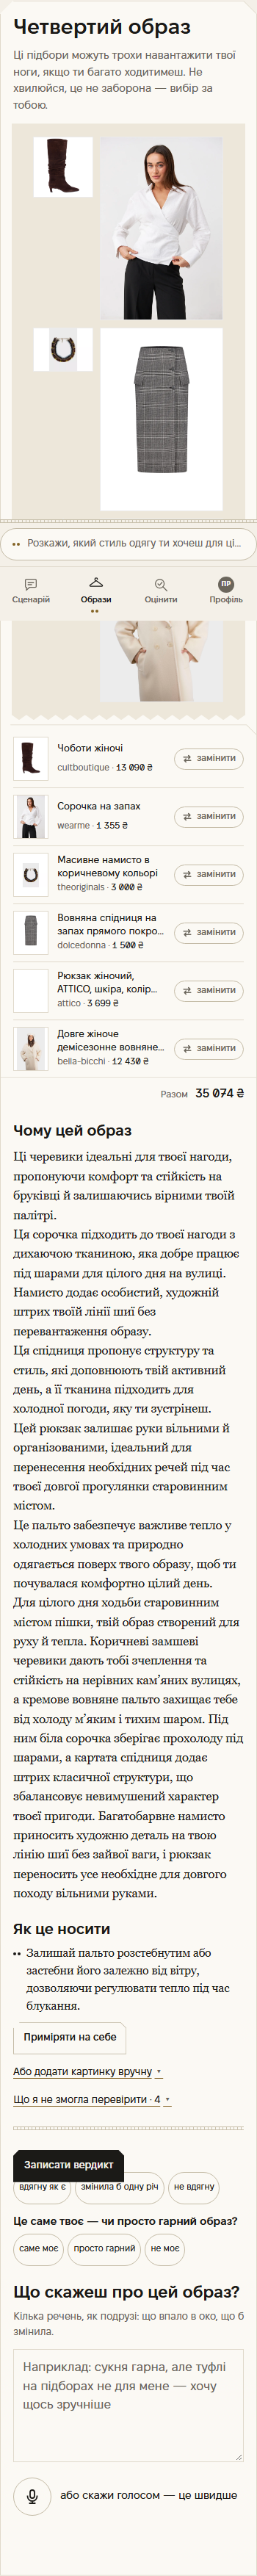 Четвертий образ
Ці підбори можуть трохи навантажити твої
ноги, якщо ти багато ходитимеш. Не
хвилюйся, це не заборона — вибір за
тобою.
Розкажи, який стиль одягу ти хочеш для ці...
Сценарій
Образи
Оцінити
ПР
Профіль
Чоботи жіночі
cultboutique · 13 090 ₴
замінити
Сорочка на запах
wearme · 1 355 ₴
замінити
Масивне намисто в
коричневому кольорі
theoriginals · 3 000 ₴
замінити
Вовняна спідниця на
запах прямого покро...
dolcedonna · 1 500 ₴
замінити
Рюкзак жіночий,
ATTICO, шкіра, колір...
attico · 3 699 ₴
замінити
Довге жіноче
демісезонне вовняне...
bella-bicchi · 12 430 ₴
замінити
Разом 35 074 ₴
Чому цей образ
Ці черевики ідеальні для твоєї нагоди,
пропонуючи комфорт та стійкість на
бруківці й залишаючись вірними твоїй
палітрі.
Ця сорочка підходить до твоєї нагоди з
дихаючою тканиною, яка добре працює
під шарами для цілого дня на вулиці.
Намисто додає особистий, художній
штрих твоїй лінії шиї без
перевантаження образу.
Ця спідниця пропонує структуру та
стиль, які доповнюють твій активний
день, а її тканина підходить для
холодної погоди, яку ти зустрінеш.
Цей рюкзак залишає руки вільними й
організованими, ідеальний для
перенесення необхідних речей під час
твоєї довгої прогулянки старовинним
містом.
Це пальто забезпечує важливе тепло у
холодних умовах та природно
одягається поверх твого образу, щоб ти
почувалася комфортно цілий день.
Для цілого дня ходьби старовинним
містом пішки, твій образ створений для
руху й тепла. Коричневі замшеві
черевики дають тобі зчеплення та
стійкість на нерівних кам’яних вулицях,
а кремове вовняне пальто захищає тебе
від холоду м’яким і тихим шаром. Під
ним біла сорочка зберігає прохолоду під
шарами, а картата спідниця додає
штрих класичної структури, що
збалансовує невимушений характер
твоєї пригоди. Багатобарвне намисто
приносить художню деталь на твою
лінію шиї без зайвої ваги, і рюкзак
переносить усе необхідне для довгого
походу вільними руками.
Як це носити
Залишай пальто розстебнутим або
застебни його залежно від вітру,
дозволяючи регулювати тепло під час
блукання.
Приміряти на себе
Або додати картинку вручну
Що я не змогла перевірити · 4
Записати вердикт
вдягну як є
змінила б одну річ
не вдягну
Це саме твоє — чи просто гарний образ?
саме моє
просто гарний
не моє
Що скажеш про цей образ?
Кілька речень, як подрузі: що впало в око, що б
змінила.
Наприклад: сукня гарна, але туфлі
на підборах не для мене — хочу
щось зручніше
або скажи голосом — це швидше